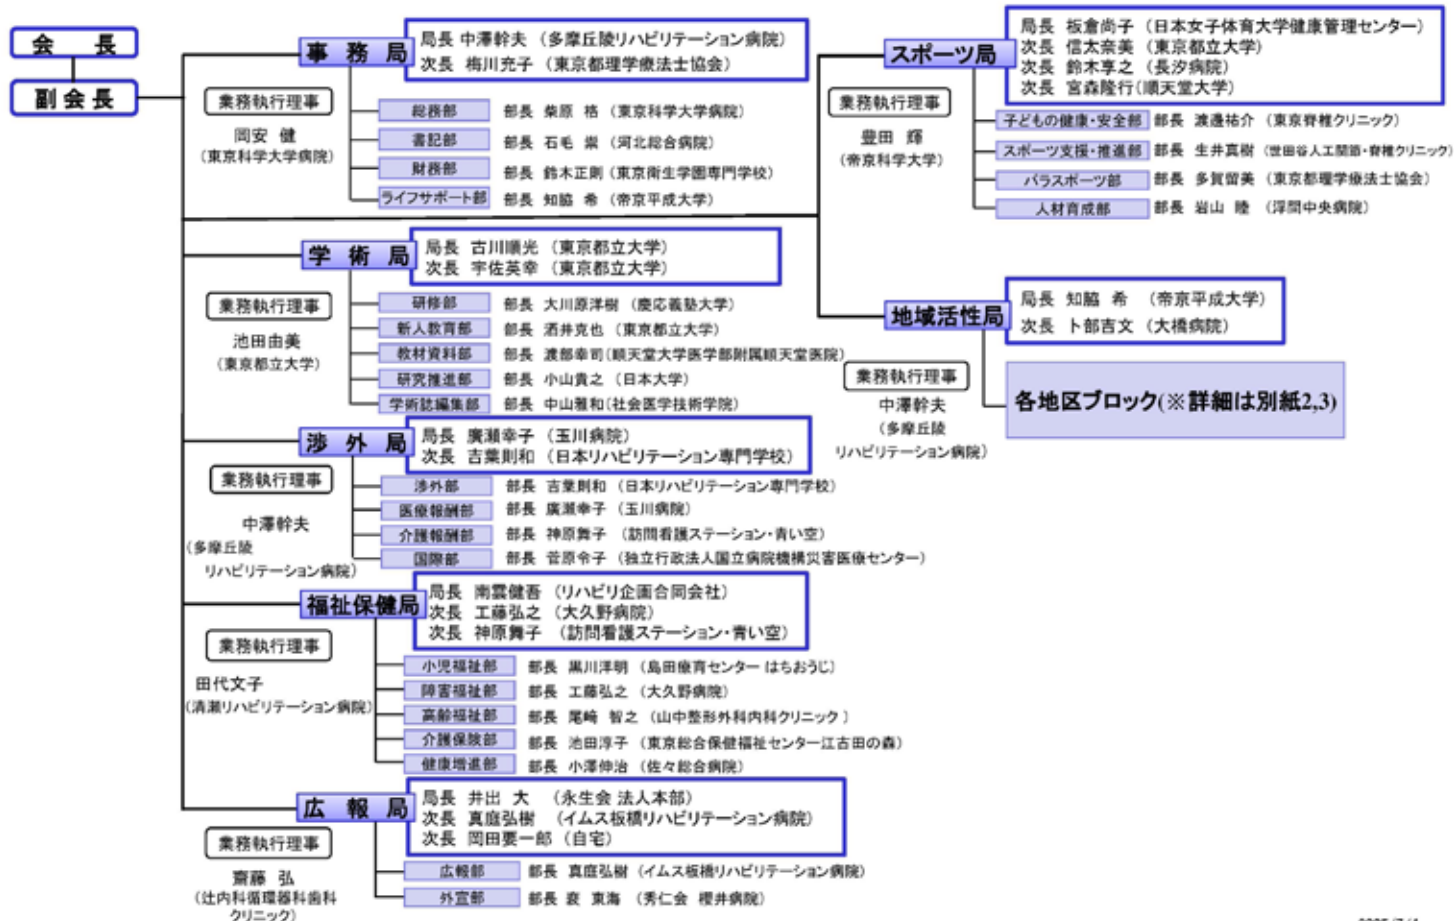 会　長
副会長
事 務 局
局長 中澤幹夫（多摩丘陵リハビリテーション病院）
次長 梅川充子（東京都理学療法士協会）
業務執行理事
岡安 健
（東京科学大学病院）
総務部 部長 柴原 祐（東京科学大学病院）
書記部 部長 石毛 崇（河北総合病院）
財務部 部長 鈴木正則（東京衛生学園専門学校）
ライフサポート部 部長 知脇 希（帝京平成大学）
学 術 局
局長 古川順光（東京都立大学）
次長 宇佐英幸（東京都立大学）
業務執行理事
池田由美
（東京都立大学）
研修部 部長 大川原洋樹（慶応義塾大学）
新人教育部 部長 酒井克也（東京都立大学）
教材資料部 部長 渡部幸司（順天堂大学医学部附属順天堂医院）
研究推進部 部長 小山貴之（日本大学）
学術誌編集部 部長 中山雅和（社会医学技術学院）
渉 外 局
局長 廣瀬幸子（玉川病院）
次長 吉葉則和（日本リハビリテーション専門学校）
業務執行理事
中澤幹夫
（多摩丘陵
リハビリテーション病院）
渉外部 部長 吉葉則和（日本リハビリテーション専門学校）
医療報酬部 部長 廣瀬幸子（玉川病院）
介護報酬部 部長 神原舞子（訪問看護ステーション・青い空）
国際部 部長 菅原令子（独立行政法人国立病院機構災害医療センター）
福祉保健局
局長 南雲健吾（リハビリ企画合同会社）
次長 工藤弘之（大久野病院）
次長 神原舞子（訪問看護ステーション・青い空）
業務執行理事
田代文子
（清瀬リハビリテーション病院）
小児福祉部 部長 黒川洋明（島田療育センター はちおうじ）
障害福祉部 部長 工藤弘之（大久野病院）
高齢福祉部 部長 尾﨑 智之（山中整形外科内科クリニック ）
介護保険部 部長 池田淳子（東京総合保健福祉センター江古田の森）
健康増進部 部長 小澤伸治（佐々総合病院）
広 報 局
局長 井出 大（永生会 法人本部）
次長 真庭弘樹（イムス板橋リハビリテーション病院）
次長 岡田要一郎（自宅）
業務執行理事
齋藤 弘
（辻内科循環器科歯科
クリニック）
広報部 部長 真庭弘樹（イムス板橋リハビリテーション病院）
外宣部 部長 袁 東海（秀仁会 櫻井病院）
スポーツ局
局長 板倉尚子（日本女子体育大学健康管理センター）
次長 信太奈美（東京都立大学）
次長 鈴木享之（長汐病院）
次長 宮森隆行（順天堂大学）
業務執行理事
豊田 輝
（帝京科学大学）
子どもの健康・安全部 部長 渡邊祐介（東京脊椎クリニック）
スポーツ支援・推進部 部長 生井真樹（世田谷人工関節・脊椎クリニック）
パラスポーツ部 部長 多賀留美（東京都理学療法士協会）
人材育成部 部長 岩山 睦（浮間中央病院）
地域活性局
局長 知脇 希（帝京平成大学）
次長 卜部吉文（大橋病院）
業務執行理事
中澤幹夫
（多摩丘陵
リハビリテーション病院）
各地区ブロック(※詳細は別紙2,3)